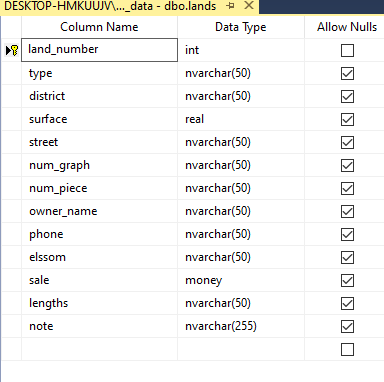 DESKTOP-HMKUUJV\..._data - dbo.lands
Column Name Data Type Allow Nulls
land_number int
type nvarchar(50)
district nvarchar(50)
surface real
street nvarchar(50)
num_graph nvarchar(50)
num_piece nvarchar(50)
owner_name nvarchar(50)
phone nvarchar(50)
elssom nvarchar(50)
sale money
lengths nvarchar(50)
note nvarchar(255)